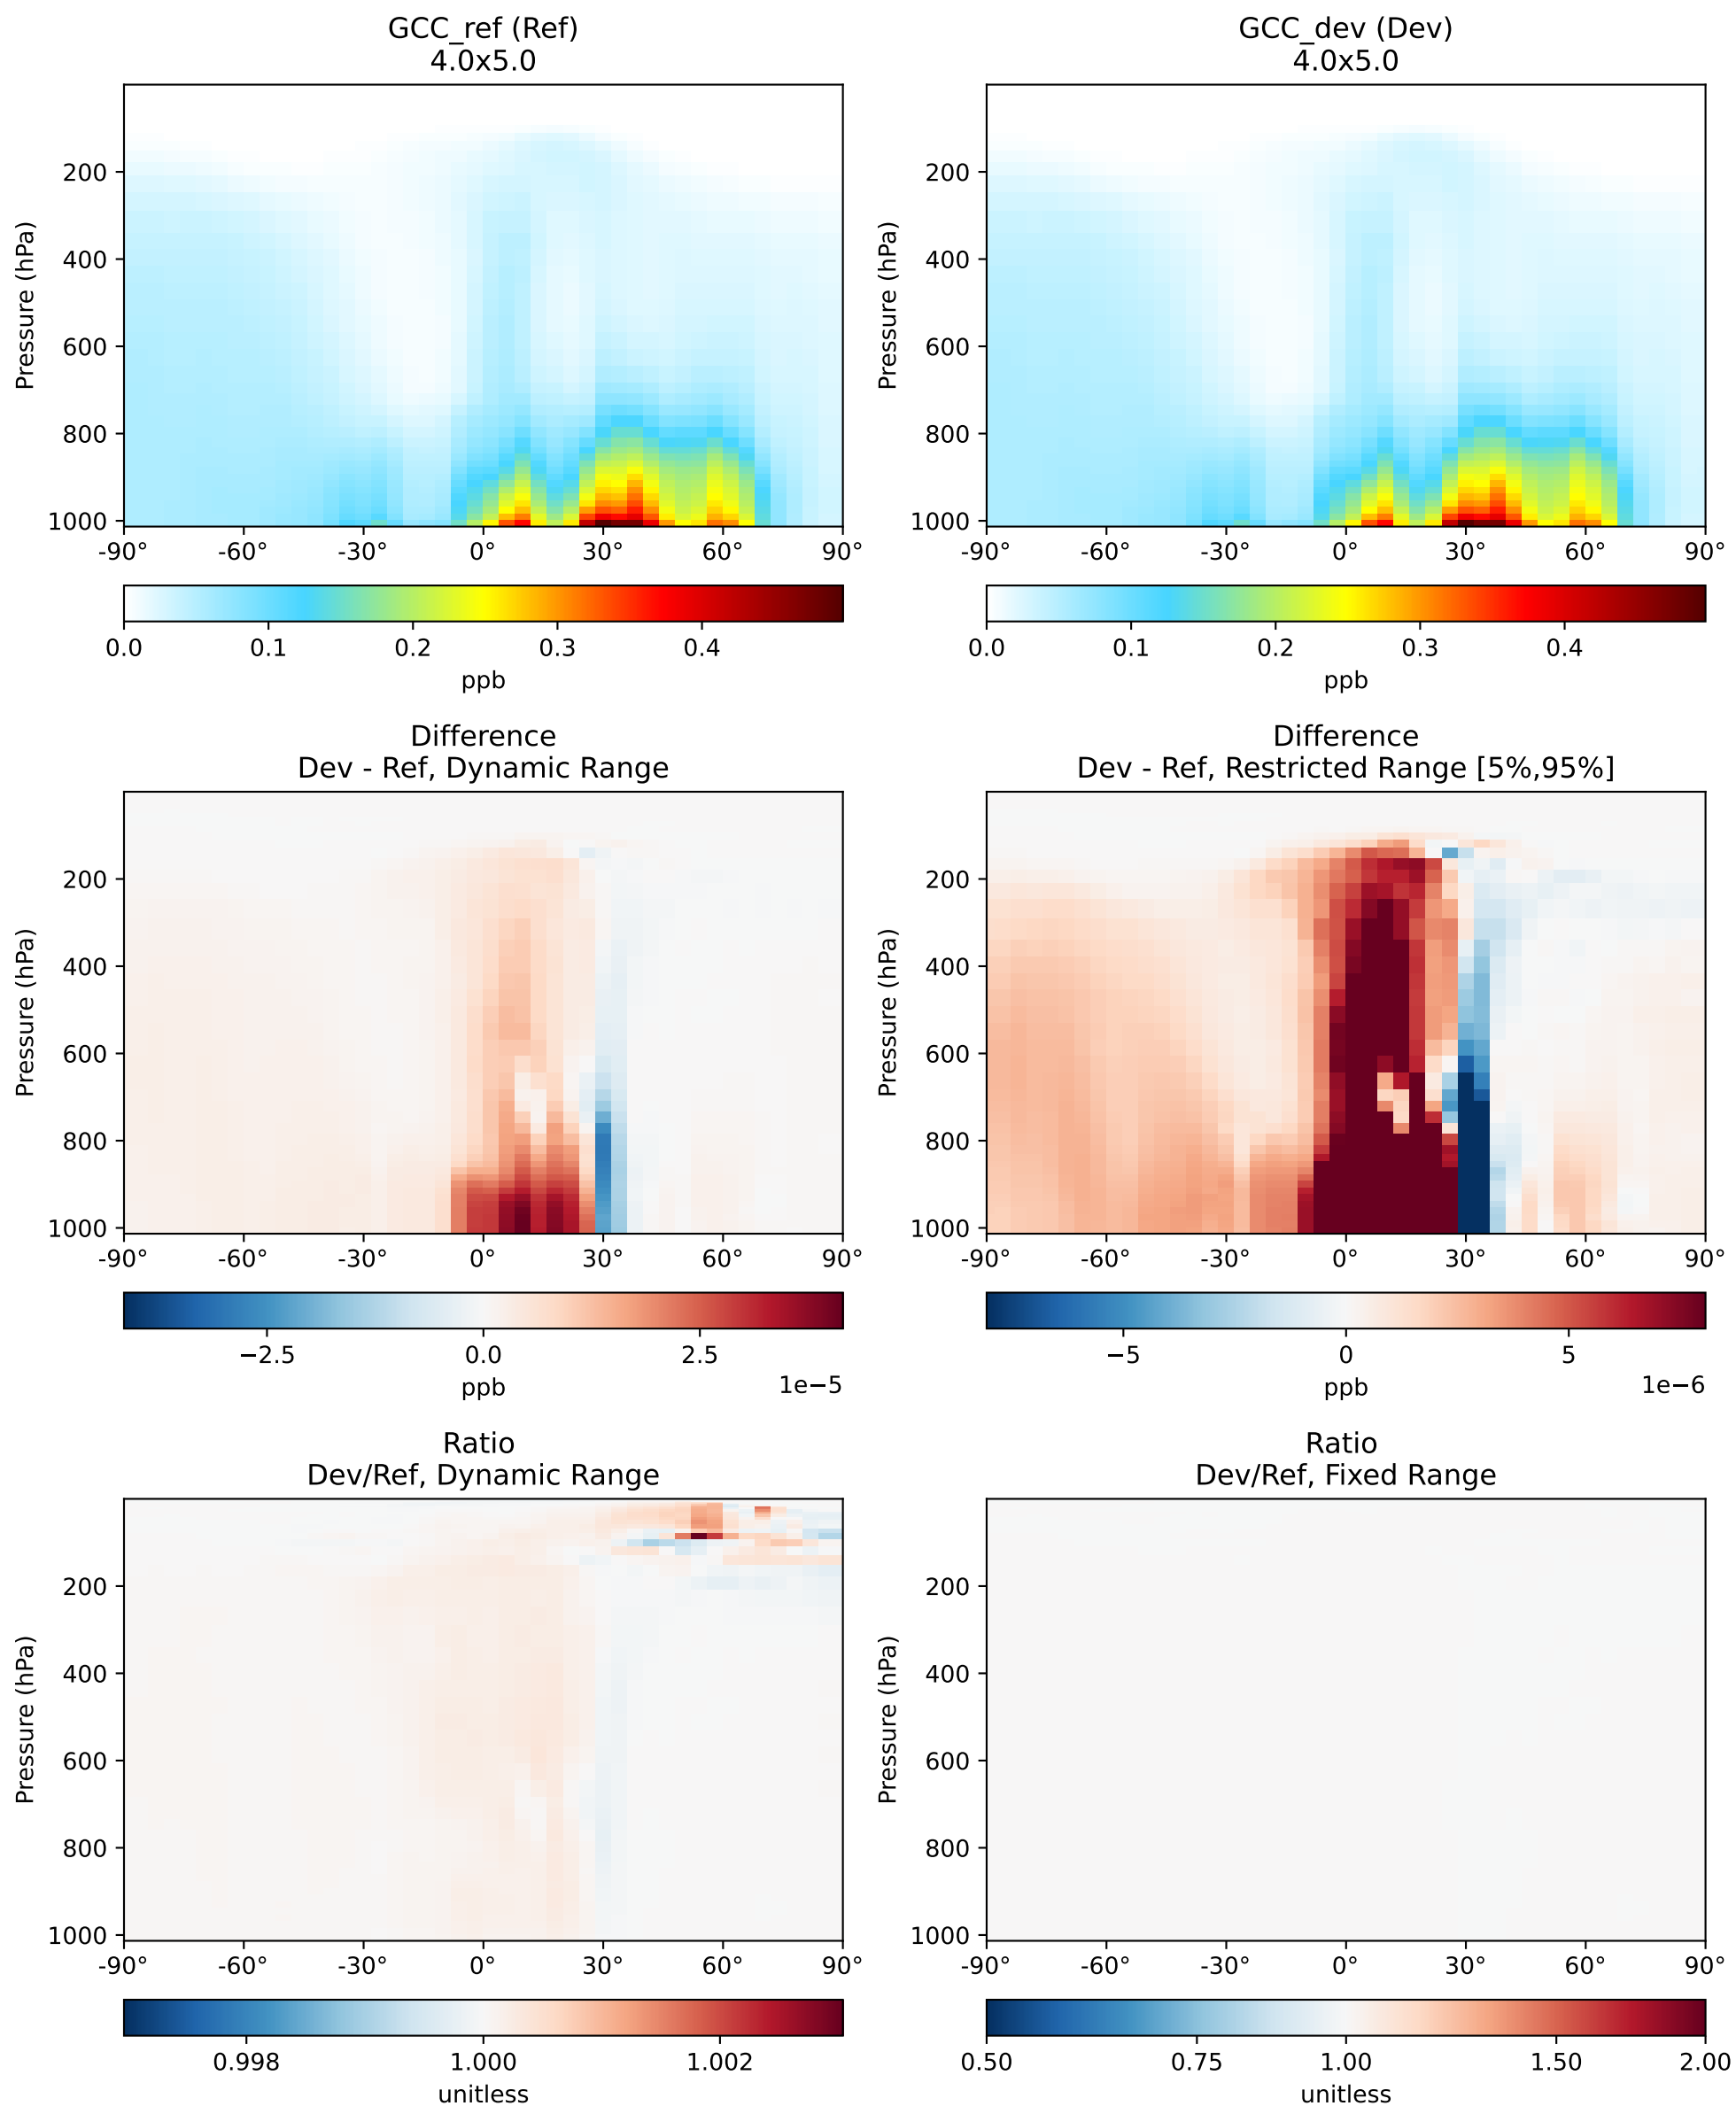 GCC_ref (Ref)
4.0x5.0
Pressure (hPa)
200
400
600
800
1000
-90° -60° -30° 0° 30° 60° 90°
0.0 0.1 0.2 0.3 0.4
ppb
GCC_dev (Dev)
4.0x5.0
Pressure (hPa)
200
400
600
800
1000
-90° -60° -30° 0° 30° 60° 90°
0.0 0.1 0.2 0.3 0.4
ppb
Difference
Dev - Ref, Dynamic Range
Pressure (hPa)
200
400
600
800
1000
-90° -60° -30° 0° 30° 60° 90°
−2.5 0.0 2.5
ppb
1e−5
Difference
Dev - Ref, Restricted Range [5%,95%]
Pressure (hPa)
200
400
600
800
1000
-90° -60° -30° 0° 30° 60° 90°
−5 0 5
ppb
1e−6
Ratio
Dev/Ref, Dynamic Range
Pressure (hPa)
200
400
600
800
1000
-90° -60° -30° 0° 30° 60° 90°
0.998 1.000 1.002
unitless
Ratio
Dev/Ref, Fixed Range
Pressure (hPa)
200
400
600
800
1000
-90° -60° -30° 0° 30° 60° 90°
0.50 0.75 1.00 1.50 2.00
unitless